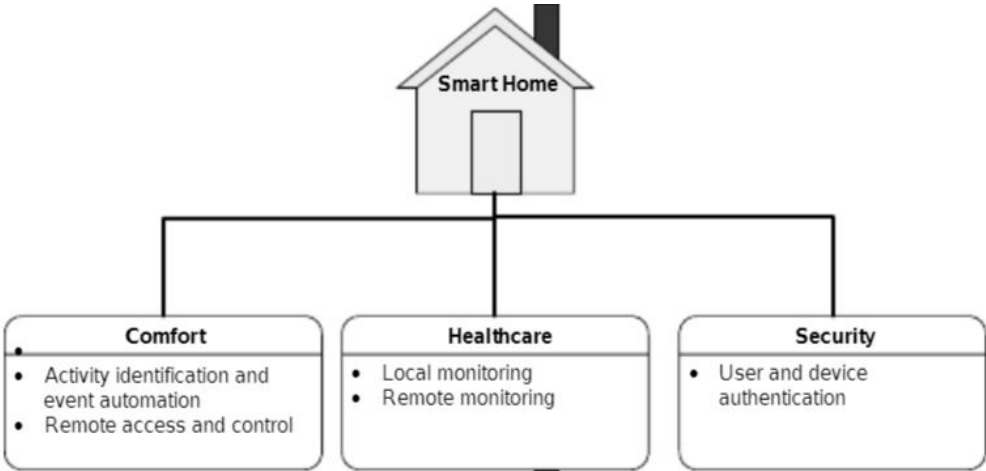 Smart Home
Comfort
•
• Activity identification and
event automation
• Remote access and control
Healthcare
• Local monitoring
• Remote monitoring
Security
• User and device
authentication